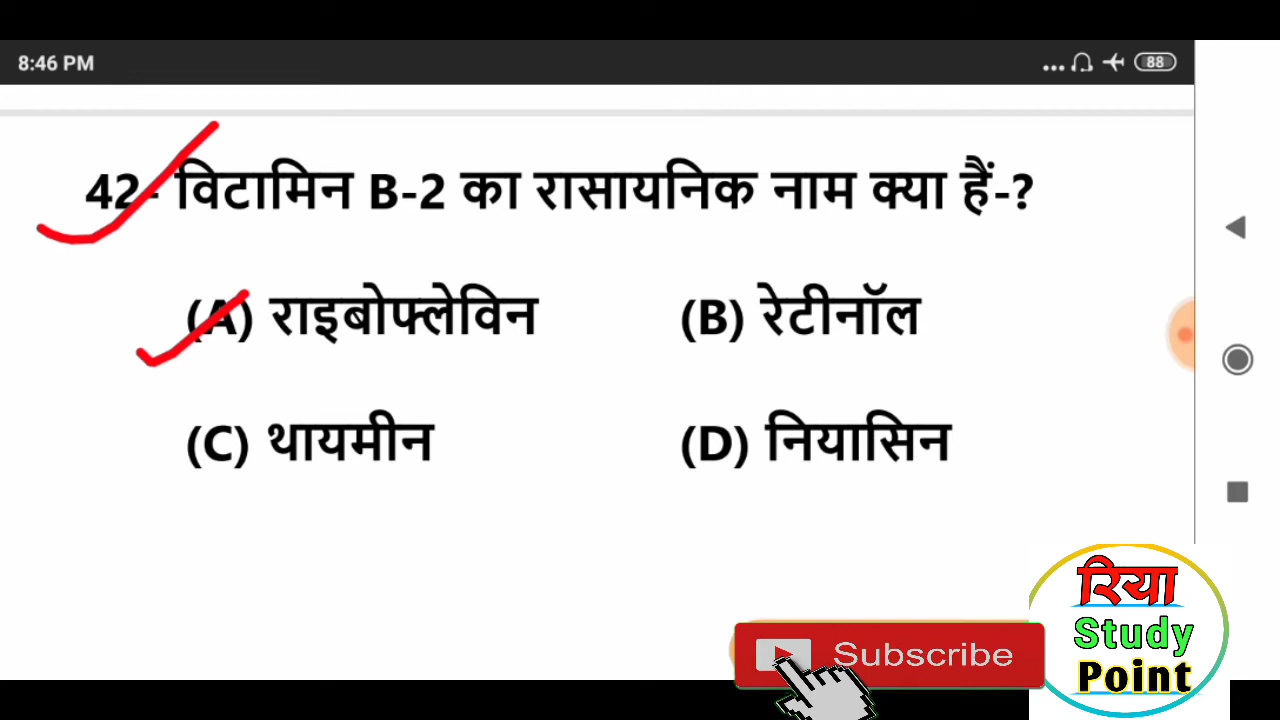 8:46 PM
88
42- विटामिन B-2 का रासायनिक नाम क्या हैं-?
(A) राइबोफ्लेविन (B) रेटीनॉल
(C) थायमीन (D) नियासिन
रिया
Study
Point
Subscribe